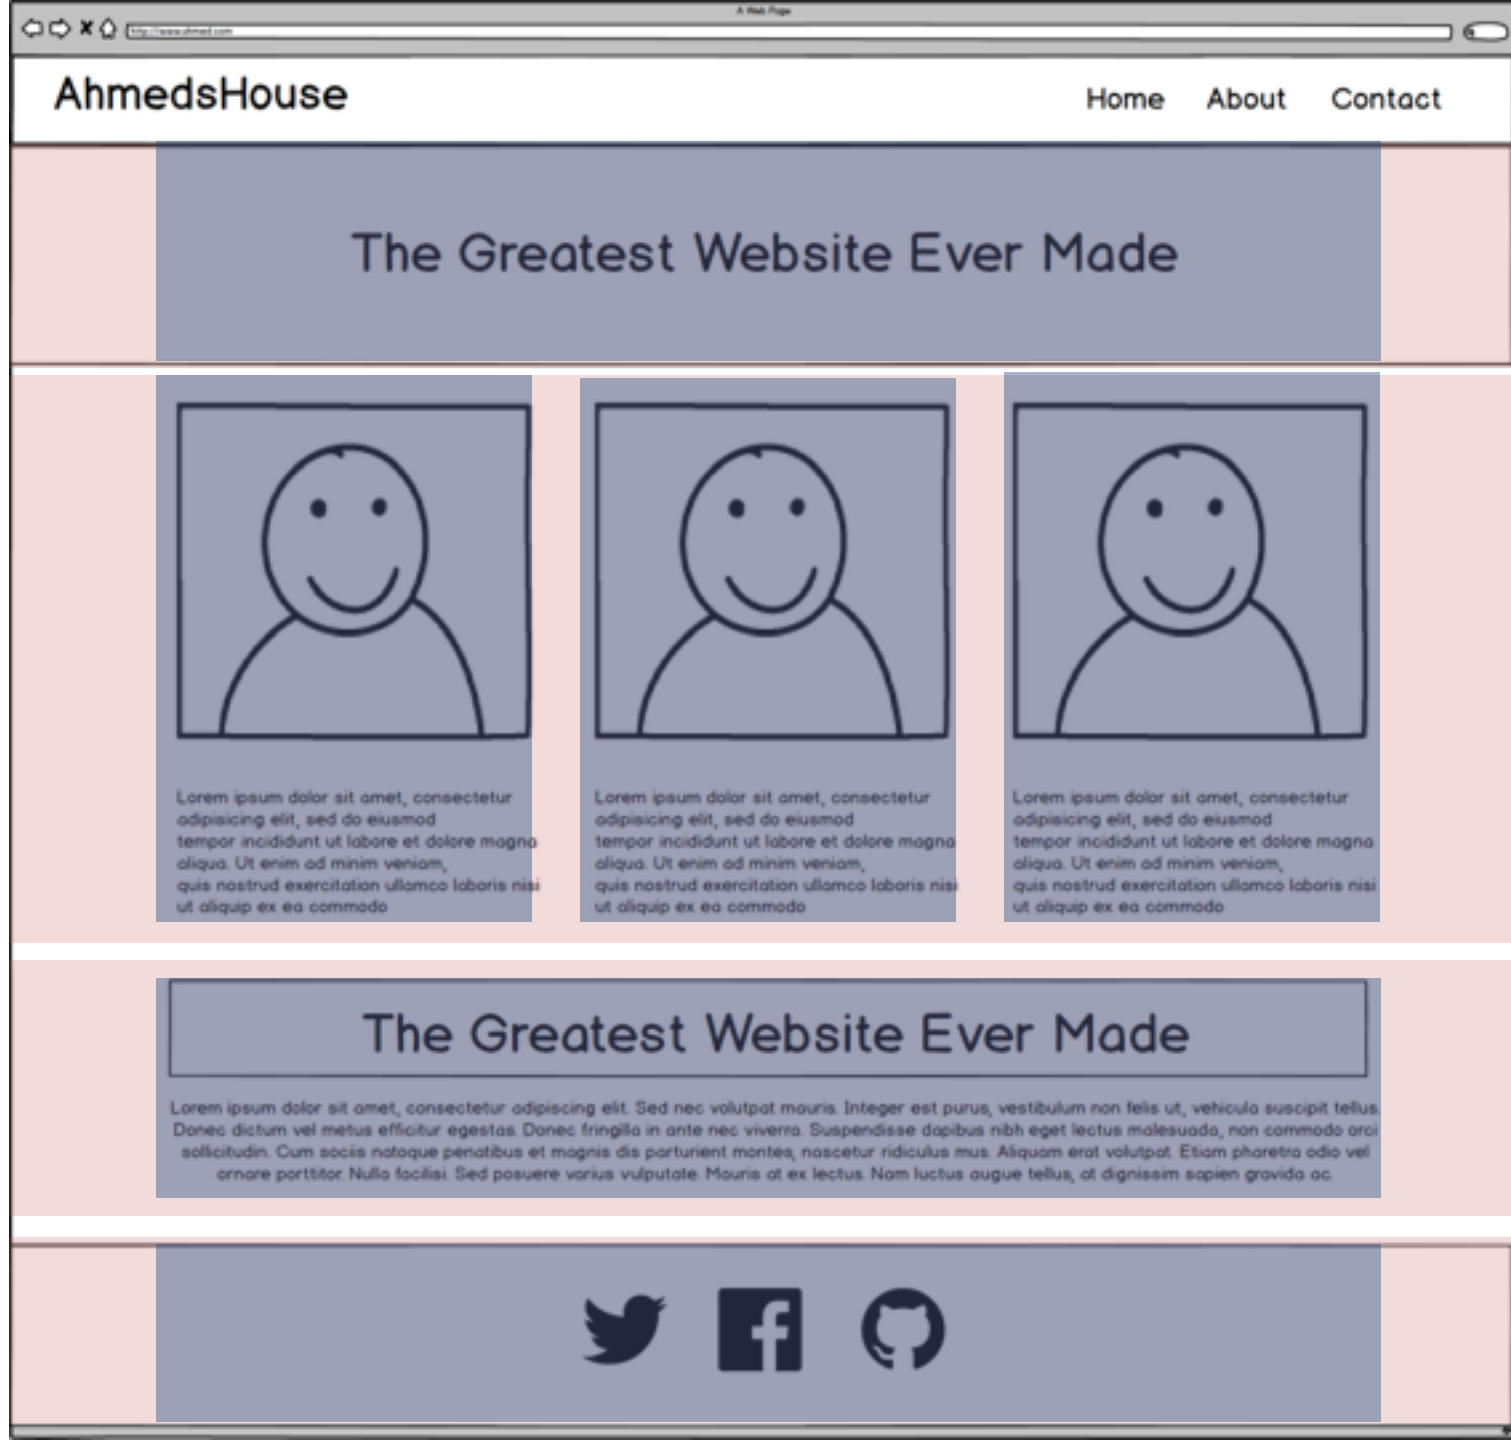 A Web Page
http://www.ahmed.com
AhmedsHouse
Home About Contact
The Greatest Website Ever Made
Lorem ipsum dolor sit amet, consectetur
adipisicing elit, sed do eiusmod
tempor incididunt ut labore et dolore magna
aliqua. Ut enim ad minim veniam,
quis nostrud exercitation ullamco laboris nisi
ut aliquip ex ea commodo
Lorem ipsum dolor sit amet, consectetur
adipisicing elit, sed do eiusmod
tempor incididunt ut labore et dolore magna
aliqua. Ut enim ad minim veniam,
quis nostrud exercitation ullamco laboris nisi
ut aliquip ex ea commodo
Lorem ipsum dolor sit amet, consectetur
adipisicing elit, sed do eiusmod
tempor incididunt ut labore et dolore magna
aliqua. Ut enim ad minim veniam,
quis nostrud exercitation ullamco laboris nisi
ut aliquip ex ea commodo
The Greatest Website Ever Made
Lorem ipsum dolor sit amet, consectetur adipiscing elit. Sed nec volutpat mauris. Integer est purus, vestibulum non felis ut, vehicula suscipit tellus.
Donec dictum vel metus efficitur egestas. Donec fringilla in ante nec viverra. Suspendisse dapibus nibh eget lectus malesuada, non commodo orci
sollicitudin. Cum sociis natoque penatibus et magnis dis parturient montes, nascetur ridiculus mus. Aliquam erat volutpat. Etiam pharetra odio vel
ornare porttitor. Nulla facilisi. Sed posuere varius vulputate. Mauris at ex lectus. Nam luctus augue tellus, at dignissim sapien gravida ac.